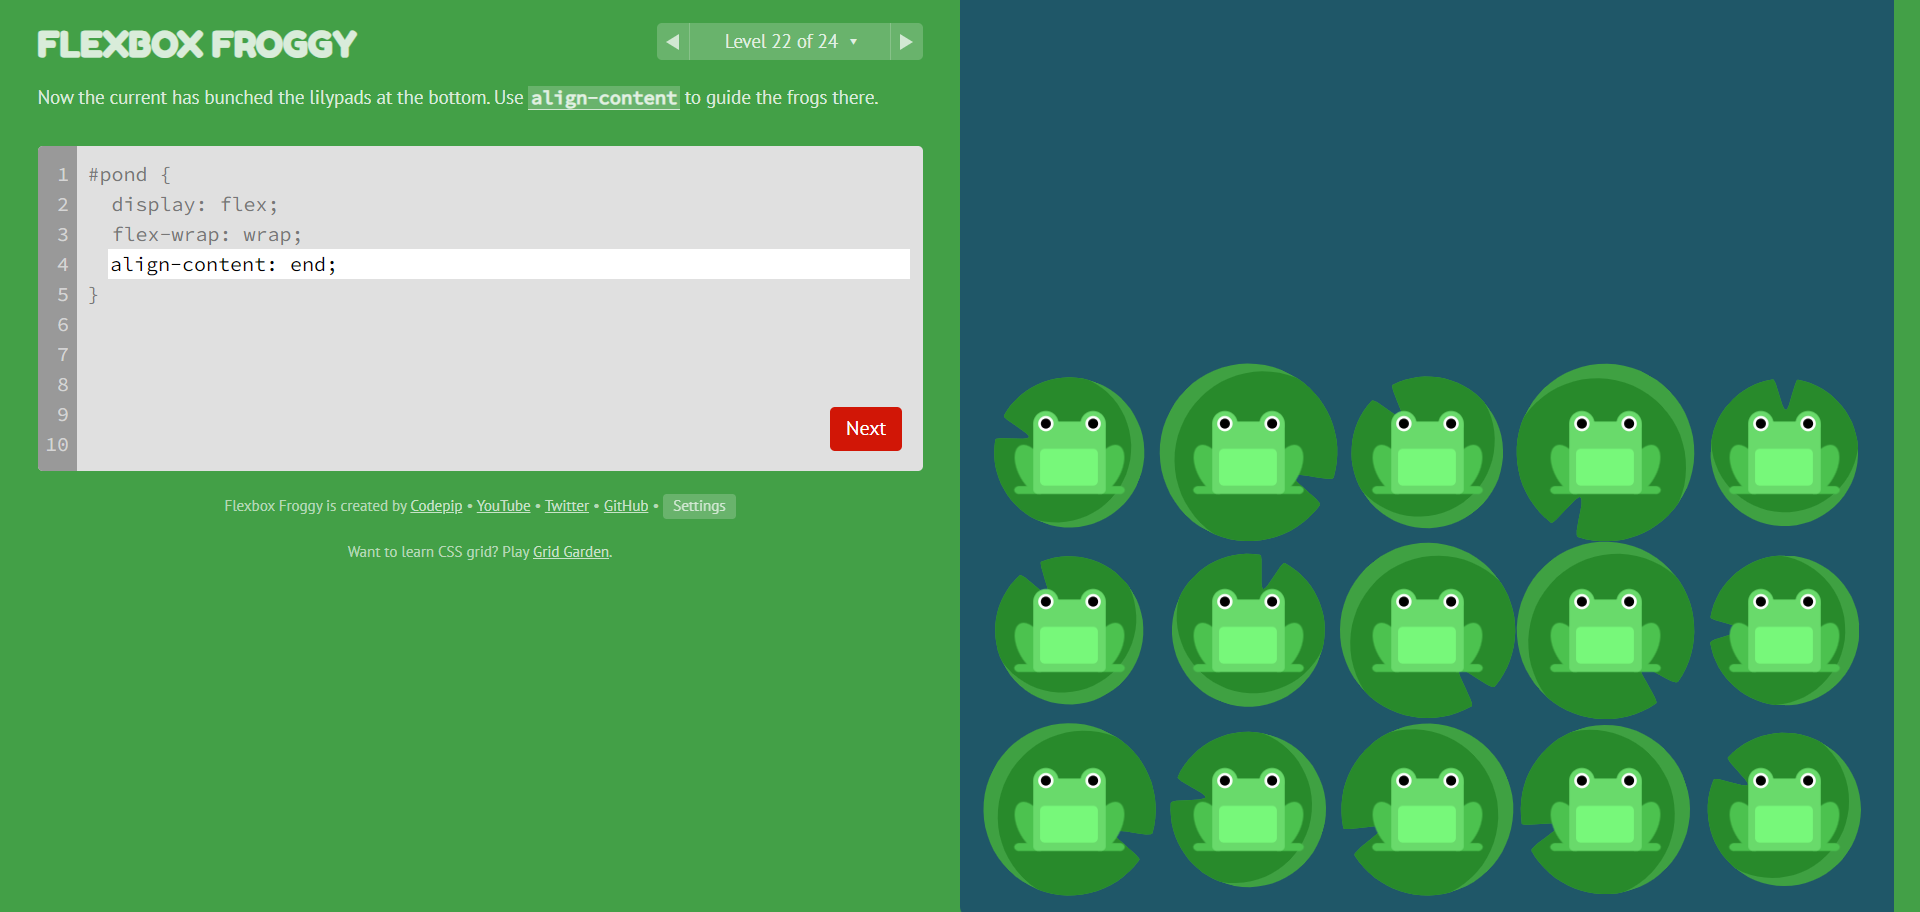 FLEXBOX FROGGY
◀ Level 22 of 24 ▾ ▶
Now the current has bunched the lilypads at the bottom. Use align-content to guide the frogs there.
1 #pond {
2 display: flex;
3 flex-wrap: wrap;
4 align-content: end;
5 }
6
7
8
9
10
Next
Flexbox Froggy is created by Codepip • YouTube • Twitter • GitHub • Settings
Want to learn CSS grid? Play Grid Garden.